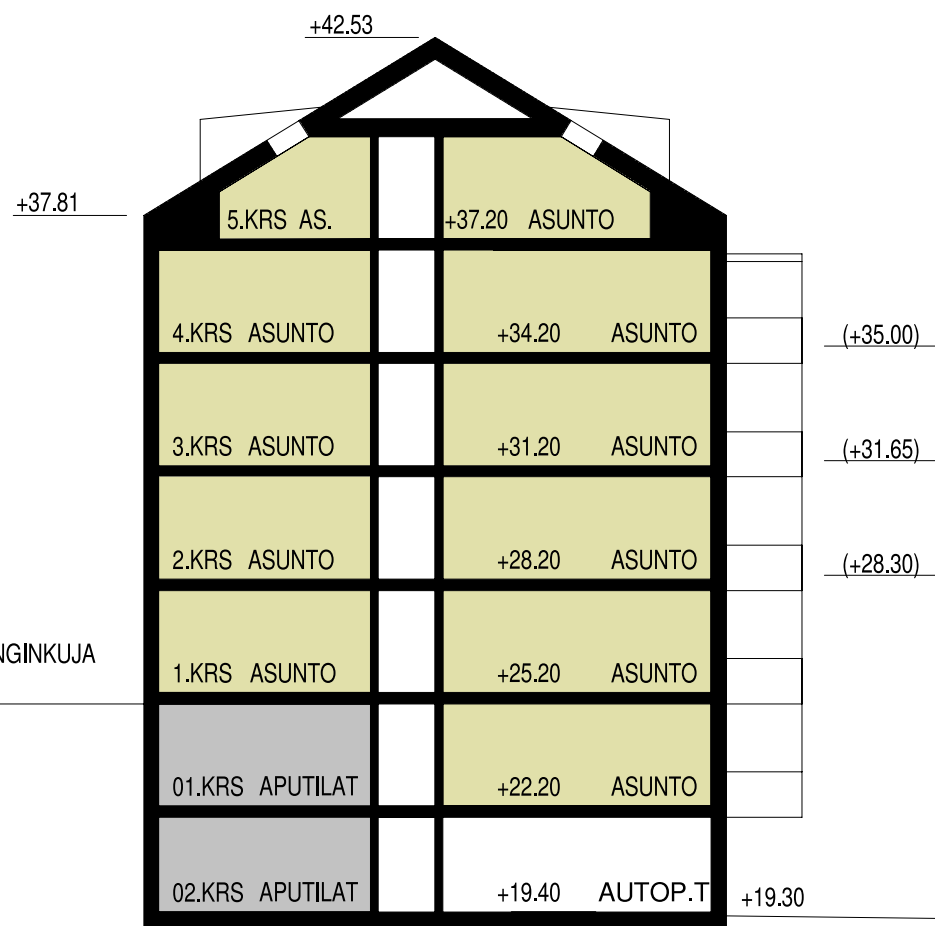 +42.53
+37.81
5.KRS AS. +37.20 ASUNTO
4.KRS ASUNTO +34.20 ASUNTO (+35.00)
3.KRS ASUNTO +31.20 ASUNTO (+31.65)
2.KRS ASUNTO +28.20 ASUNTO (+28.30)
NGINKUJA
1.KRS ASUNTO +25.20 ASUNTO
01.KRS APUTILAT +22.20 ASUNTO
02.KRS APUTILAT +19.40 AUTOP.T +19.30